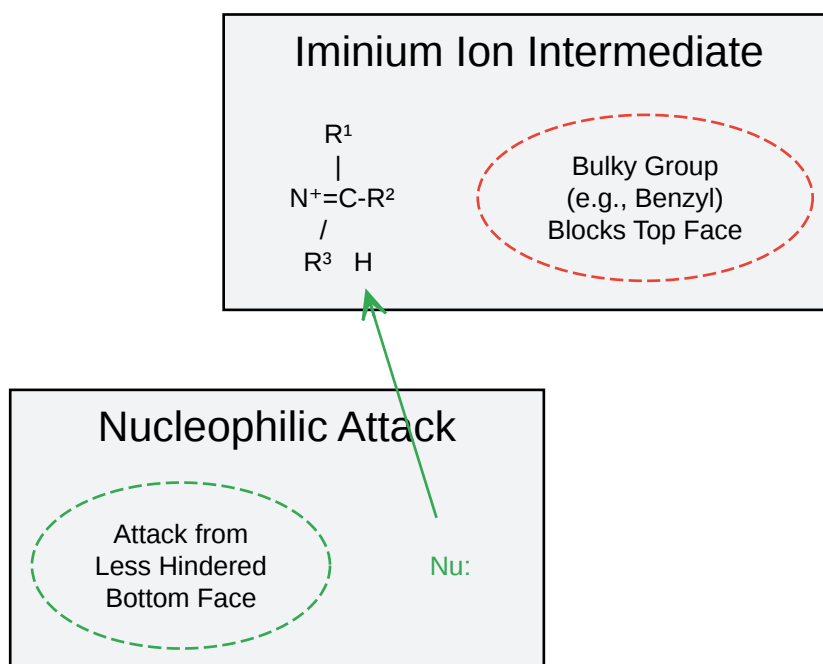 Iminium Ion Intermediate
R¹
|
N⁺=C-R²
/
R³ H
Bulky Group
(e.g., Benzyl)
Blocks Top Face
Nucleophilic Attack
Attack from
Less Hindered
Bottom Face
Nu: